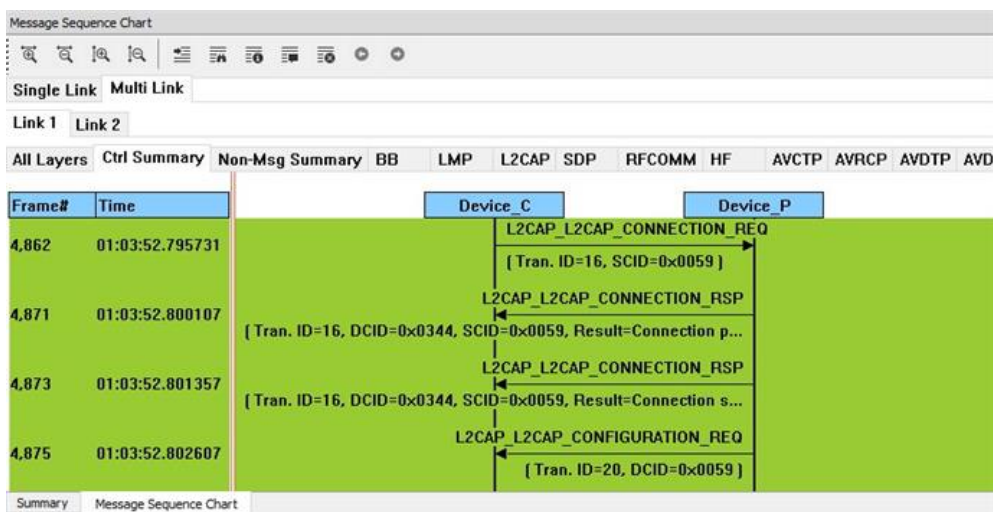 Message Sequence Chart
Single Link Multi Link
Link 1 Link 2
All Layers Ctrl Summary Non-Msg Summary BB LMP L2CAP SDP RFCOMM HF AVCTP AVRCP AVDTP AVD
Frame# Time Device_C Device_P
L2CAP_L2CAP_CONNECTION_REQ
4,862 01:03:52.795731
( Tran. ID=16, SCID=0x0059 )
L2CAP_L2CAP_CONNECTION_RSP
4,871 01:03:52.800107
( Tran. ID=16, DCID=0x0344, SCID=0x0059, Result=Connection p...
L2CAP_L2CAP_CONNECTION_RSP
4,873 01:03:52.801357
( Tran. ID=16, DCID=0x0344, SCID=0x0059, Result=Connection s...
L2CAP_L2CAP_CONFIGURATION_REQ
4,875 01:03:52.802607
( Tran. ID=20, DCID=0x0059 )
Summary Message Sequence Chart